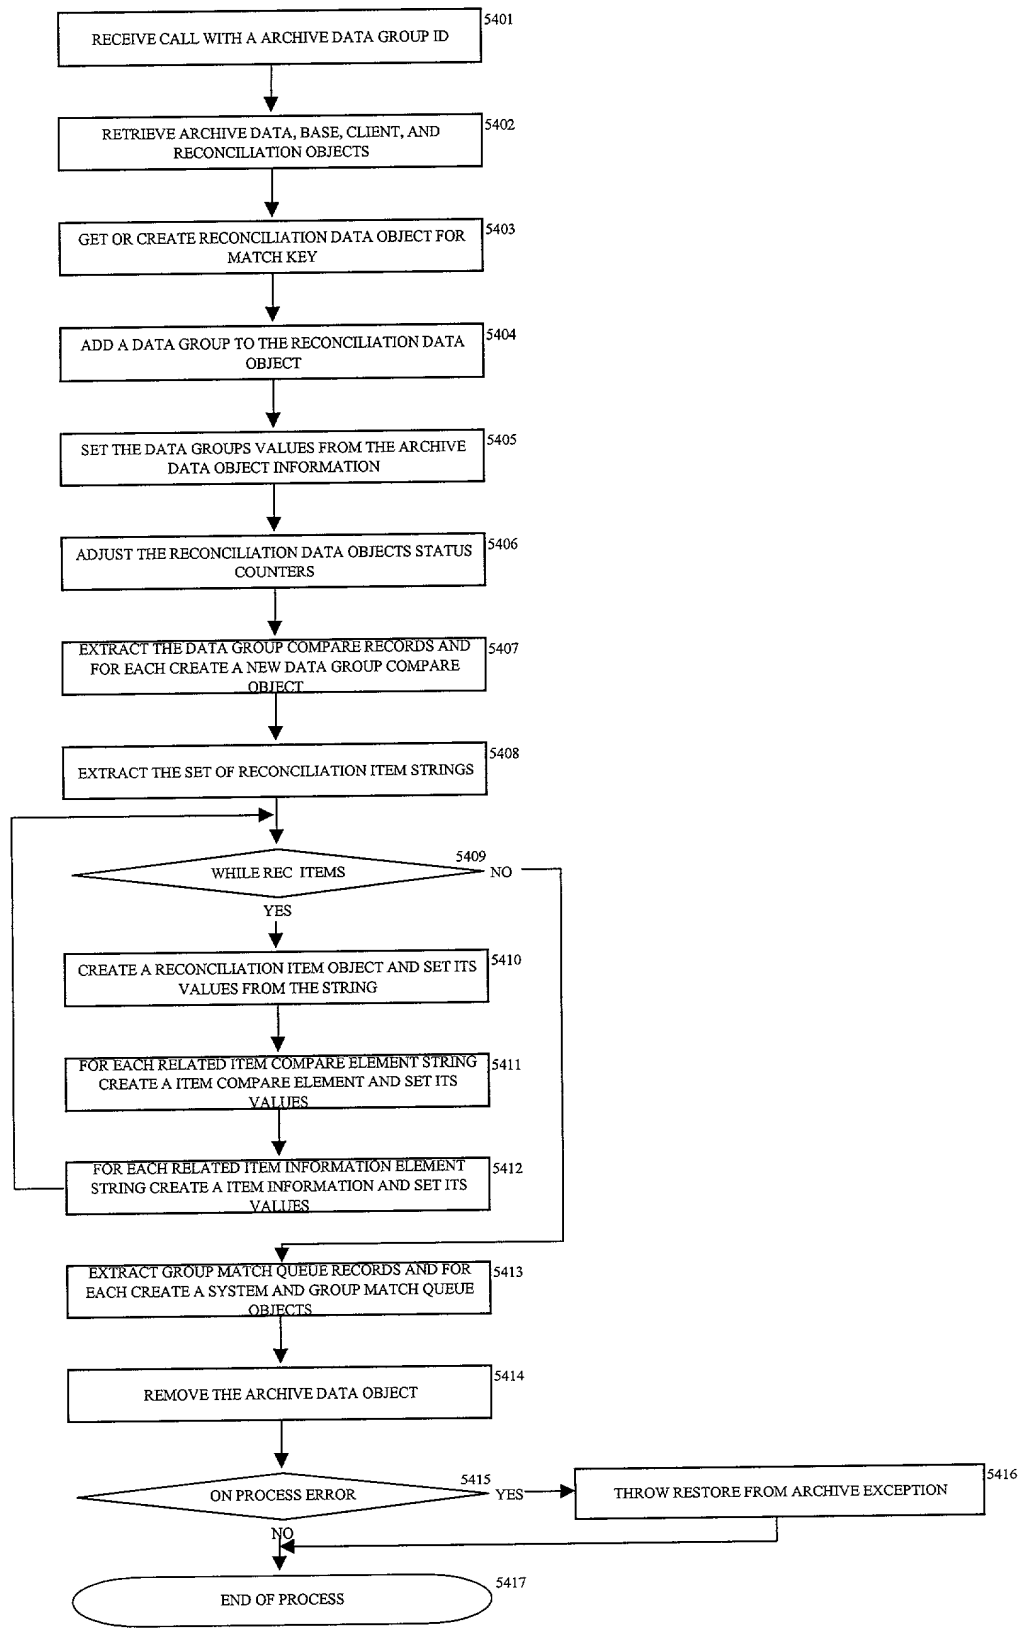 5401
RECEIVE CALL WITH A ARCHIVE DATA GROUP ID
5402
RETRIEVE ARCHIVE DATA, BASE, CLIENT, AND
RECONCILIATION OBJECTS
5403
GET OR CREATE RECONCILIATION DATA OBJECT FOR
MATCH KEY
5404
ADD A DATA GROUP TO THE RECONCILIATION DATA
OBJECT
5405
SET THE DATA GROUPS VALUES FROM THE ARCHIVE
DATA OBJECT INFORMATION
5406
ADJUST THE RECONCILIATION DATA OBJECTS STATUS
COUNTERS
5407
EXTRACT THE DATA GROUP COMPARE RECORDS AND
FOR EACH CREATE A NEW DATA GROUP COMPARE
OBJECT
5408
EXTRACT THE SET OF RECONCILIATION ITEM STRINGS
5409
WHILE REC ITEMS
NO
YES
5410
CREATE A RECONCILIATION ITEM OBJECT AND SET ITS
VALUES FROM THE STRING
5411
FOR EACH RELATED ITEM COMPARE ELEMENT STRING
CREATE A ITEM COMPARE ELEMENT AND SET ITS
VALUES
5412
FOR EACH RELATED ITEM INFORMATION ELEMENT
STRING CREATE A ITEM INFORMATION AND SET ITS
VALUES
5413
EXTRACT GROUP MATCH QUEUE RECORDS AND FOR
EACH CREATE A SYSTEM AND GROUP MATCH QUEUE
OBJECTS
5414
REMOVE THE ARCHIVE DATA OBJECT
5415
ON PROCESS ERROR
YES
5416
THROW RESTORE FROM ARCHIVE EXCEPTION
NO
5417
END OF PROCESS